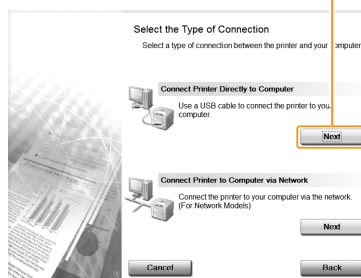 Select the Type of Connection
Select a type of connection between the printer and your computer
Connect Printer Directly to Computer
Use a USB cable to connect the printer to your
computer.
Next
Connect Printer to Computer via Network
Connect the printer to your computer via the network.
(For Network Models)
Next
Cancel
Back